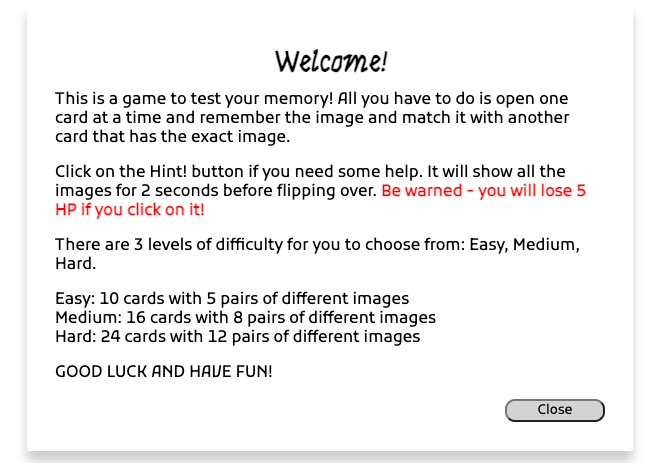 Welcome!
This is a game to test your memory! All you have to do is open one
card at a time and remember the image and match it with another
card that has the exact image.
Click on the Hint! button if you need some help. It will show all the
images for 2 seconds before flipping over. Be warned - you will lose 5
HP if you click on it!
There are 3 levels of difficulty for you to choose from: Easy, Medium,
Hard.
Easy: 10 cards with 5 pairs of different images
Medium: 16 cards with 8 pairs of different images
Hard: 24 cards with 12 pairs of different images
GOOD LUCK AND HAVE FUN!
Close